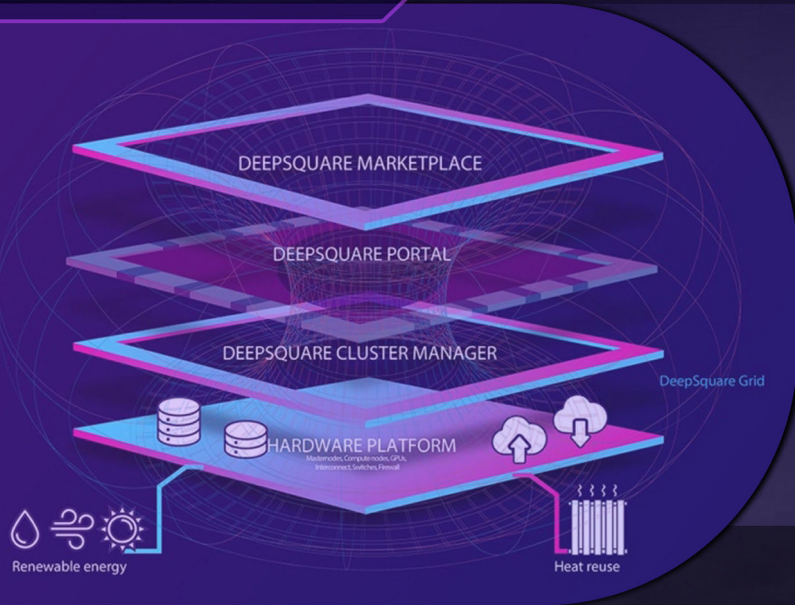 DEEPSQUARE MARKETPLACE
DEEPSQUARE PORTAL
DEEPSQUARE CLUSTER MANAGER
DeepSquare Grid
HARDWARE PLATFORM
Masternodes, Compute nodes, GPUs,
Interconnect, Switches, Firewall
Renewable energy
Heat reuse